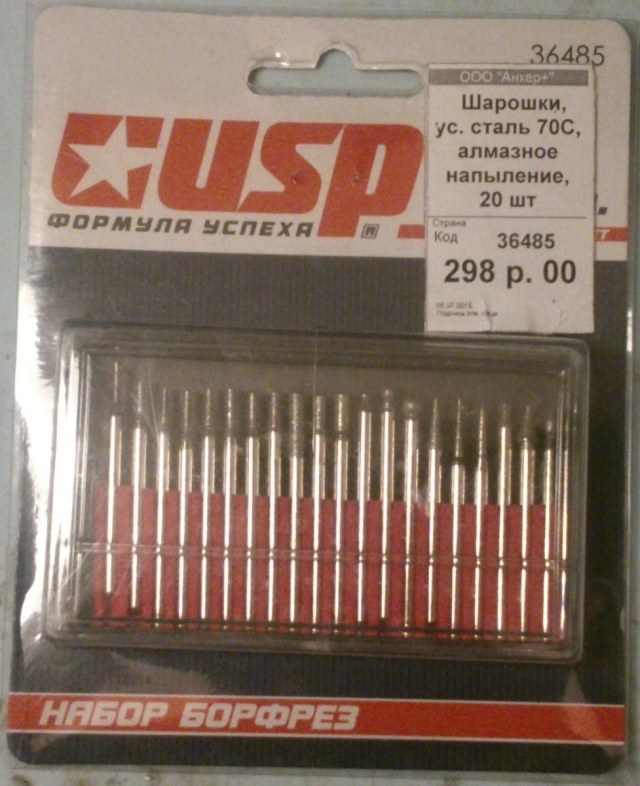 36485
ООО "Анкер+"
Шарошки,
ус. сталь 70С,
алмазное
напыление,
20 шт
Страна
Код 36485
298 р. 00
USP
ФОРМУЛА УСПЕХА
®
НАБОР БОРФРЕЗ